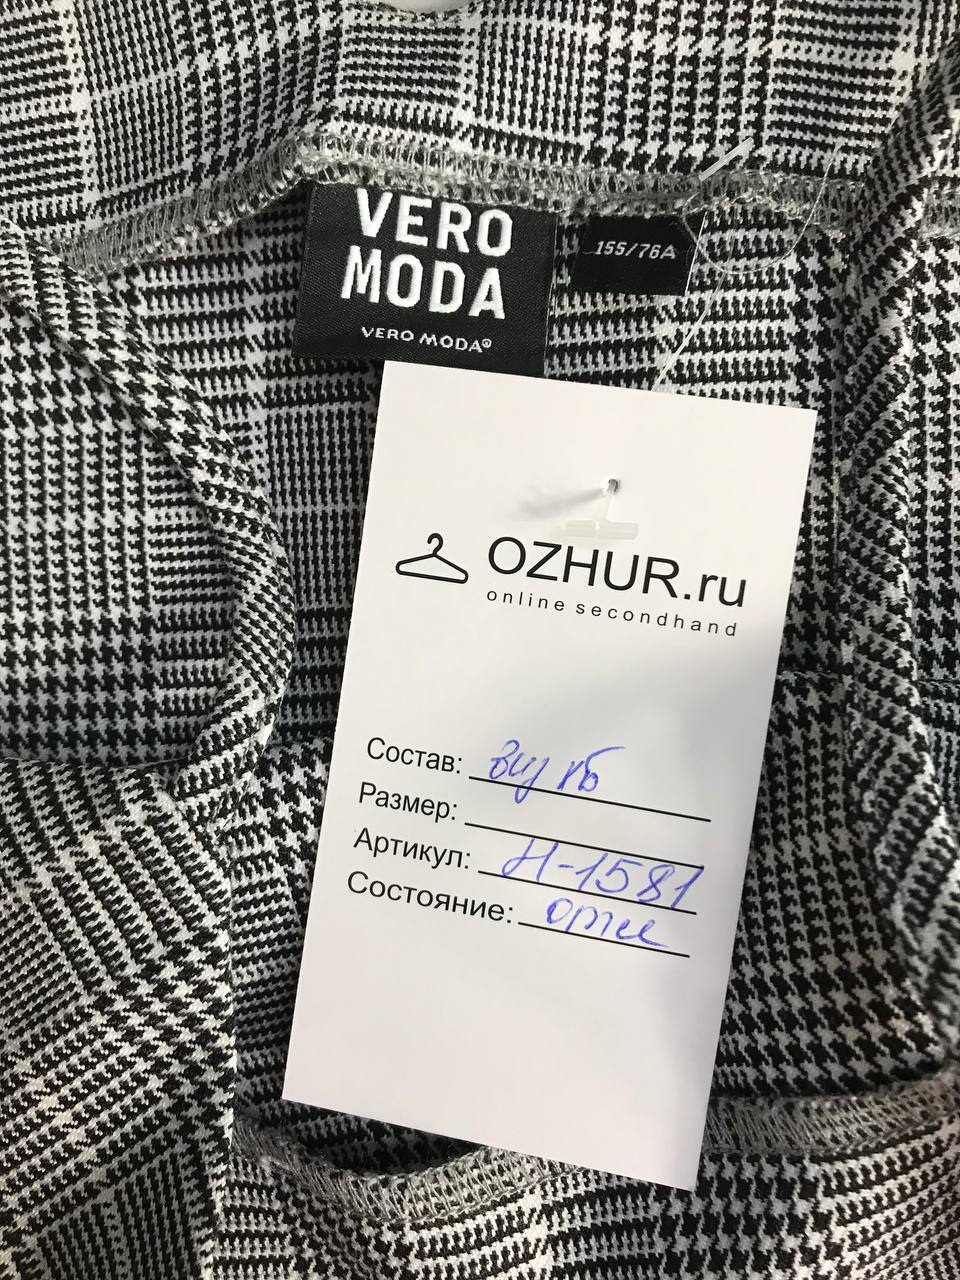 VERO
MODA
VERO MODA®
155/76A
OZHUR.ru
online secondhand
Состав: виз хб
Размер:
Артикул: Н-1581
Состояние: отл